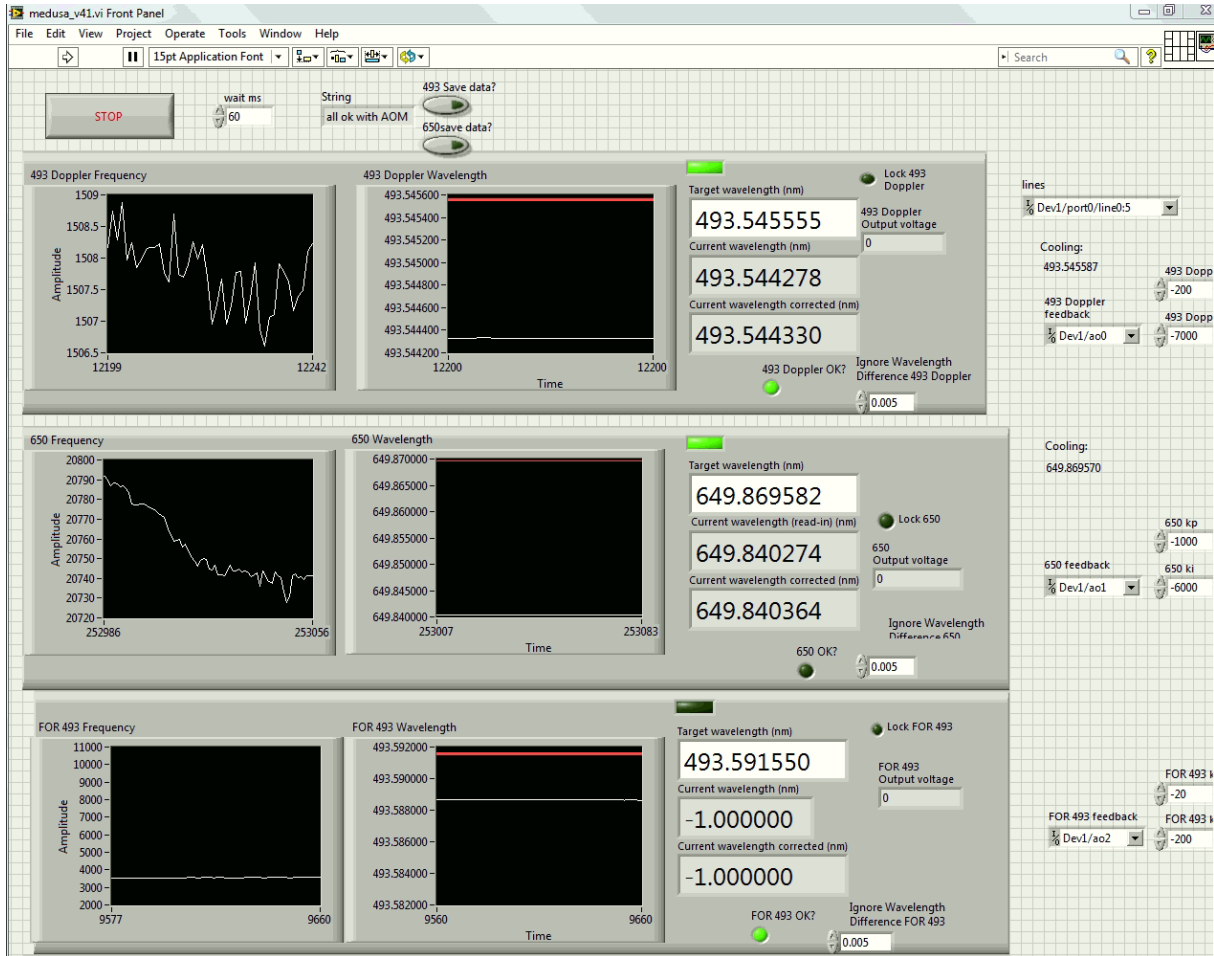 medusa_v41.vi Front Panel
File Edit View Project Operate Tools Window Help
15pt Application Font
Search
STOP
wait ms
60
String
all ok with AOM
493 Save data?
650save data?
493 Doppler Frequency
Amplitude
1509
1508.5
1508
1507.5
1507
1506.5
12199 12242
493 Doppler Wavelength
493.545600
493.545400
493.545200
493.545000
493.544800
493.544600
493.544400
493.544200
12200 12200
Time
Target wavelength (nm)
493.545555
Current wavelength (nm)
493.544278
Current wavelength corrected (nm)
493.544330
493 Doppler OK?
Lock 493
Doppler
493 Doppler
Output voltage
0
Ignore Wavelength
Difference 493 Doppler
0.005
lines
Dev1/port0/line0:5
Cooling:
493.545587
493 Doppler
feedback
Dev1/ao0
493 Dopp
-200
493 Dopp
-7000
650 Frequency
Amplitude
20800
20790
20780
20770
20760
20750
20740
20730
20720
252986 253056
650 Wavelength
649.870000
649.865000
649.860000
649.855000
649.850000
649.845000
649.840000
253007 253083
Time
Target wavelength (nm)
649.869582
Current wavelength (read-in) (nm)
649.840274
Current wavelength corrected (nm)
649.840364
650 OK?
Lock 650
650
Output voltage
0
Ignore Wavelength
Difference 650
0.005
Cooling:
649.869570
650 feedback
Dev1/ao1
650 kp
-1000
650 ki
-6000
FOR 493 Frequency
Amplitude
11000
10000
9000
8000
7000
6000
5000
4000
3000
2000
9577 9660
FOR 493 Wavelength
493.592000
493.590000
493.588000
493.586000
493.584000
493.582000
9560 9660
Time
Target wavelength (nm)
493.591550
Current wavelength (nm)
-1.000000
Current wavelength corrected (nm)
-1.000000
FOR 493 OK?
Lock FOR 493
FOR 493
Output voltage
0
Ignore Wavelength
Difference FOR 493
0.005
FOR 493 feedback
Dev1/ao2
FOR 493 k
-20
FOR 493 k
-200